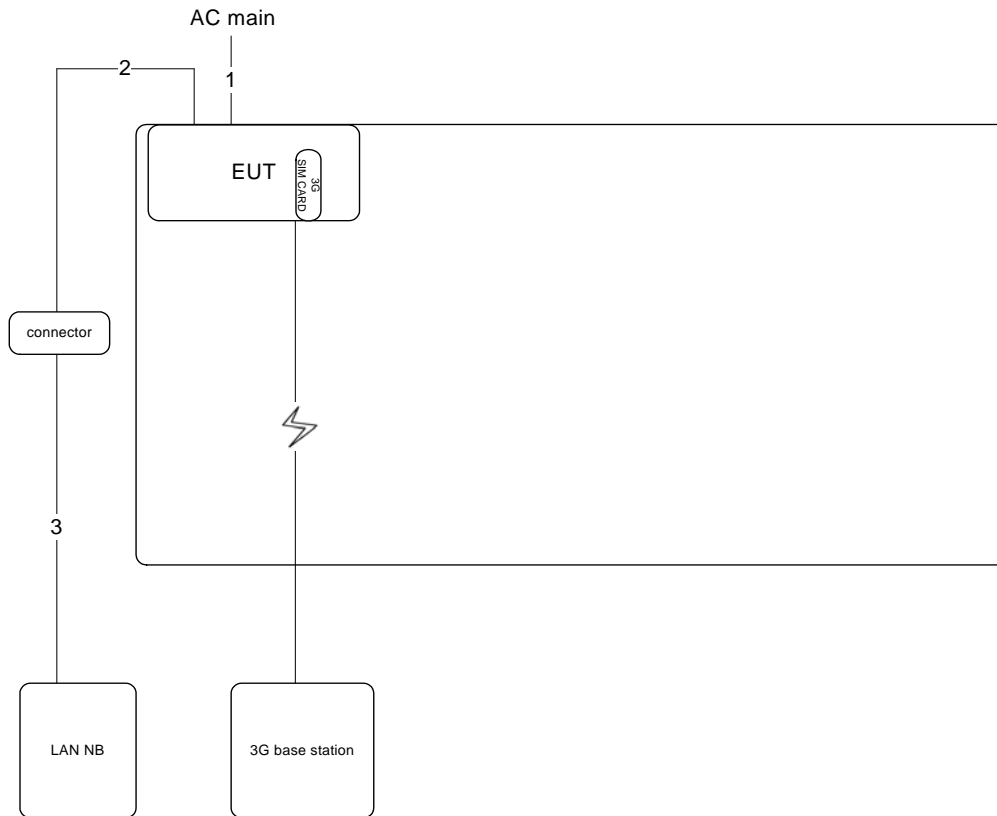 AC main
2
1
EUT
3G
SIM CARD
connector
3
LAN NB
3G base station